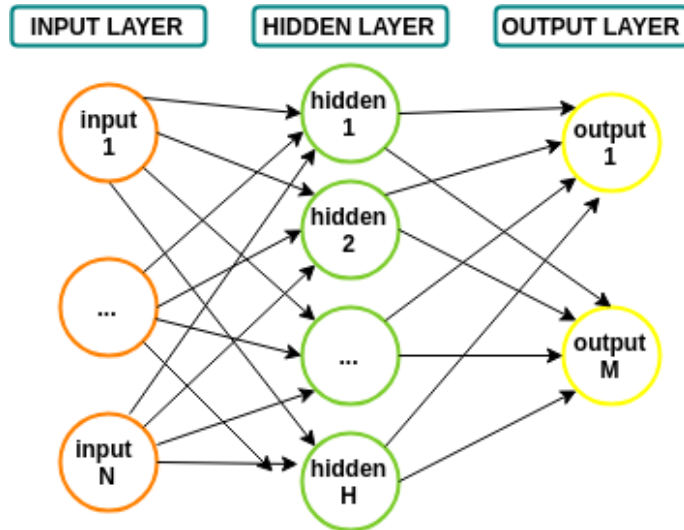 INPUT LAYER
HIDDEN LAYER
OUTPUT LAYER
input
1
...
input
N
hidden
1
hidden
2
...
hidden
H
output
1
output
M